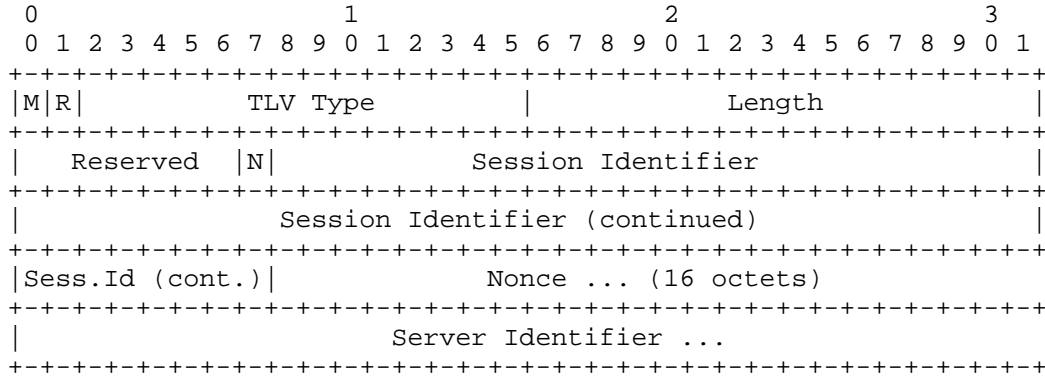 0                   1                   2                   3
 0 1 2 3 4 5 6 7 8 9 0 1 2 3 4 5 6 7 8 9 0 1 2 3 4 5 6 7 8 9 0 1
+-+-+-+-+-+-+-+-+-+-+-+-+-+-+-+-+-+-+-+-+-+-+-+-+-+-+-+-+-+-+-+-+
|M|R|          TLV Type         |            Length             |
+-+-+-+-+-+-+-+-+-+-+-+-+-+-+-+-+-+-+-+-+-+-+-+-+-+-+-+-+-+-+-+-+
|   Reserved  |N|            Session Identifier                 |
+-+-+-+-+-+-+-+-+-+-+-+-+-+-+-+-+-+-+-+-+-+-+-+-+-+-+-+-+-+-+-+-+
|                Session Identifier (continued)                 |
+-+-+-+-+-+-+-+-+-+-+-+-+-+-+-+-+-+-+-+-+-+-+-+-+-+-+-+-+-+-+-+-+
|Sess.Id (cont.)|             Nonce ... (16 octets)
+-+-+-+-+-+-+-+-+-+-+-+-+-+-+-+-+-+-+-+-+-+-+-+-+-+-+-+-+-+-+-+-+
|                       Server Identifier ...
+-+-+-+-+-+-+-+-+-+-+-+-+-+-+-+-+-+-+-+-+-+-+-+-+-+-+-+-+-+-+-+-+